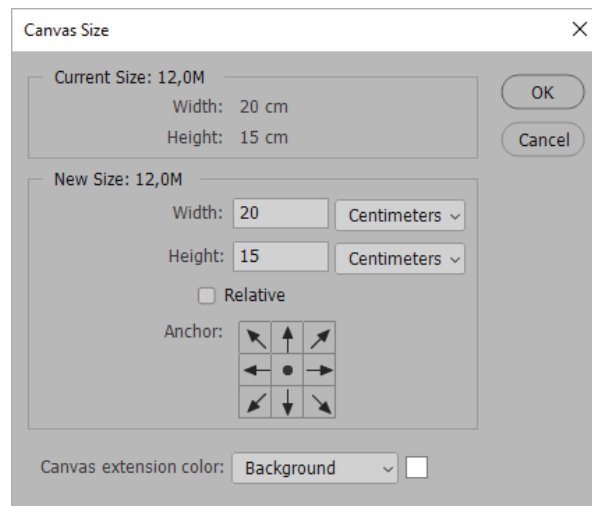 Canvas Size
Current Size: 12,0M
Width: 20 cm
Height: 15 cm
OK
Cancel
New Size: 12,0M
Width: 20 Centimeters
Height: 15 Centimeters
Relative
Anchor:
Canvas extension color: Background